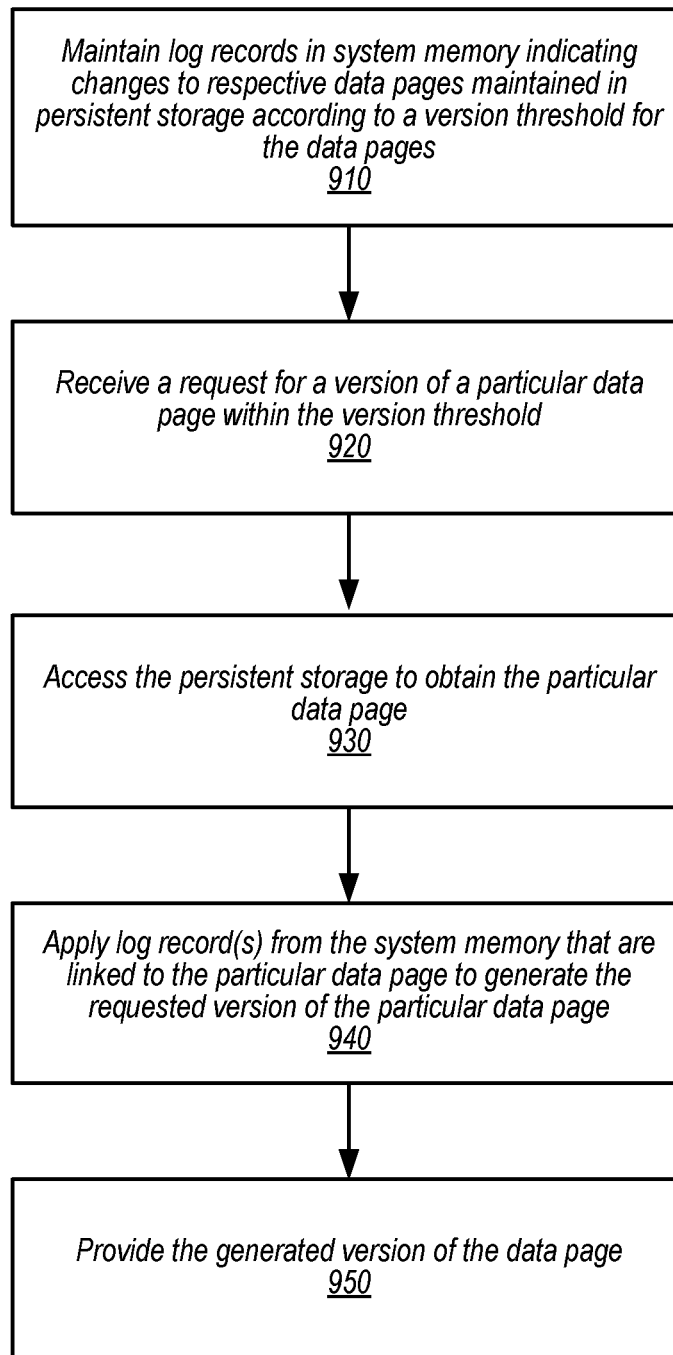 Maintain log records in system memory indicating
changes to respective data pages maintained in
persistent storage according to a version threshold for
the data pages
910
Receive a request for a version of a particular data
page within the version threshold
920
Access the persistent storage to obtain the particular
data page
930
Apply log record(s) from the system memory that are
linked to the particular data page to generate the
requested version of the particular data page
940
Provide the generated version of the data page
950